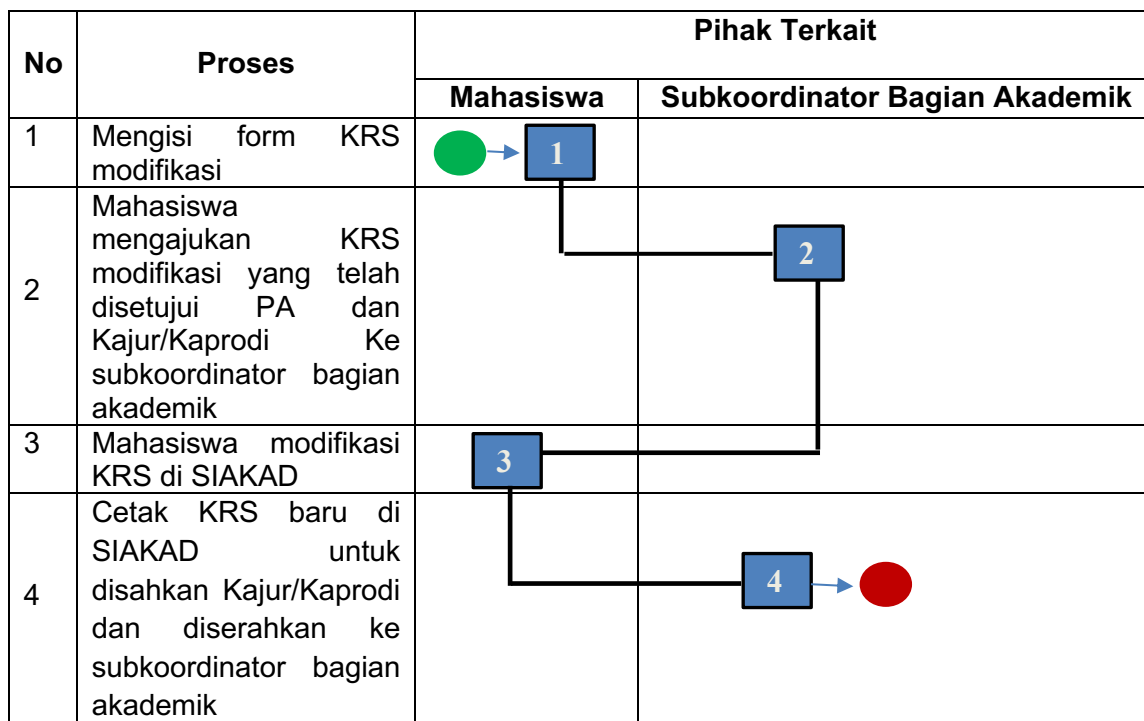 No
Proses
Pihak Terkait
Mahasiswa
Subkoordinator Bagian Akademik
1
Mengisi form KRS
modifikasi
1
2
Mahasiswa
mengajukan KRS
modifikasi yang telah
disetujui PA dan
Kajur/Kaprodi Ke
subkoordinator bagian
akademik
2
3
Mahasiswa modifikasi
KRS di SIAKAD
3
4
Cetak KRS baru di
SIAKAD untuk
disahkan Kajur/Kaprodi
dan diserahkan ke
subkoordinator bagian
akademik
4